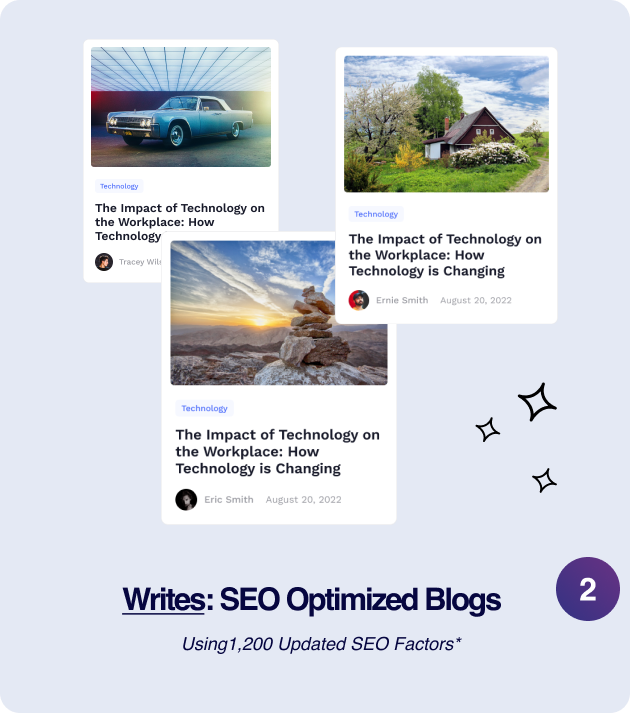 Technology
The Impact of Technology on
the Workplace: How
Technology
Tracey
Technology
The Impact of Technology on
the Workplace: How
Technology is Changing
Ernie Smith August 20, 2022
Technology
The Impact of Technology on
the Workplace: How
Technology is Changing
Eric Smith August 20, 2022
Writes: SEO Optimized Blogs
2
Using1,200 Updated SEO Factors*